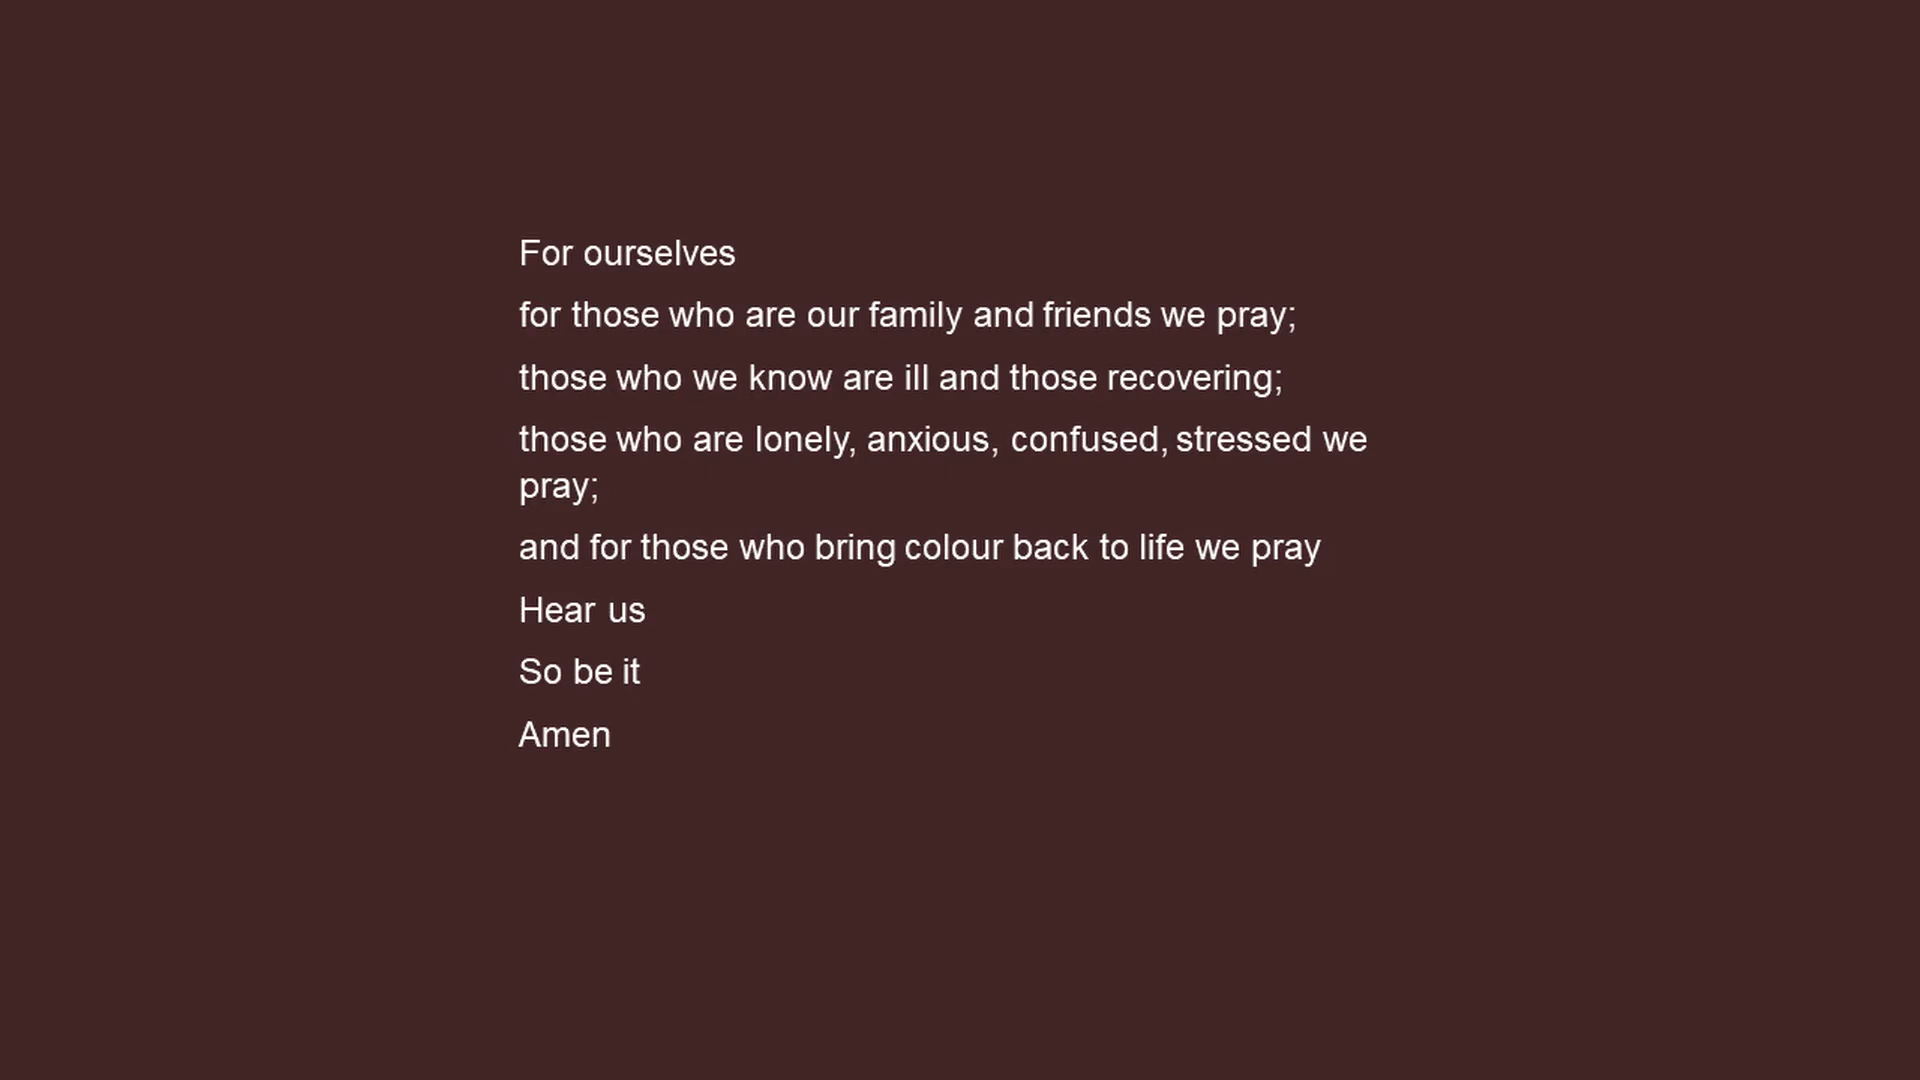 For ourselves
for those who are our family and friends we pray;
those who we know are ill and those recovering;
those who are lonely, anxious, confused, stressed we
pray;
and for those who bring colour back to life we pray
Hear us
So be it
Amen